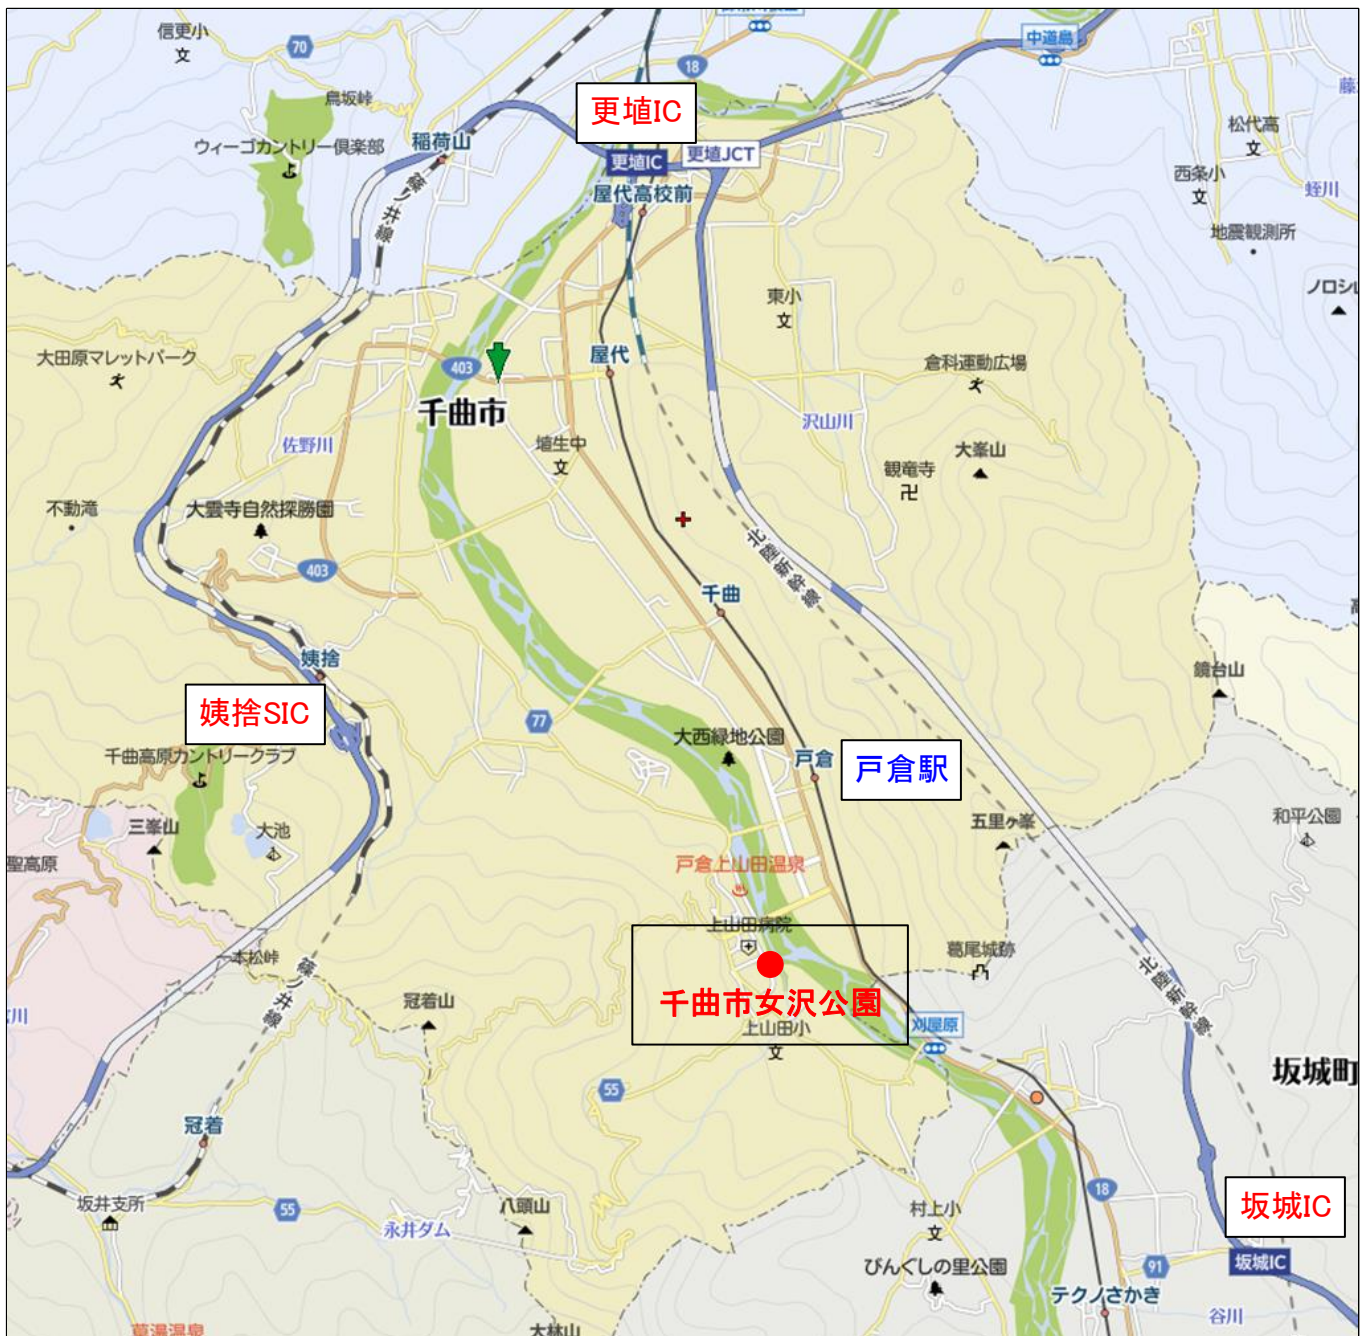 信更小
70
鳥坂峠
ウィーゴカントリー倶楽部
稲荷山
篠ノ井線
18
中道島
更埴IC
更埴IC
更埴JCT
屋代高校前
松代高
西条小
蛭川
地震観測所
東小
大田原マレットパーク
403
屋代
倉科運動広場
千曲市
沢山川
佐野川
埴生中
大峯山
観竜寺
不動滝
大雲寺自然探勝園
北陸新幹線
403
千曲
姨捨
鏡台山
姨捨SIC
77
大西緑地公園
千曲高原カントリークラブ
戸倉
戸倉駅
三峯山
大池
五里ヶ峯
和平公園
聖高原
戸倉上山田温泉
上山田病院
一本松峠
葛尾城跡
篠ノ井線
北陸新幹線
千曲市女沢公園
冠着山
上山田小
刈屋原
坂城町
55
冠着
18
坂井支所
55
八頭山
永井ダム
村上小
坂城IC
坂城IC
びんぐしの里公園
91
テクノさかき
谷川